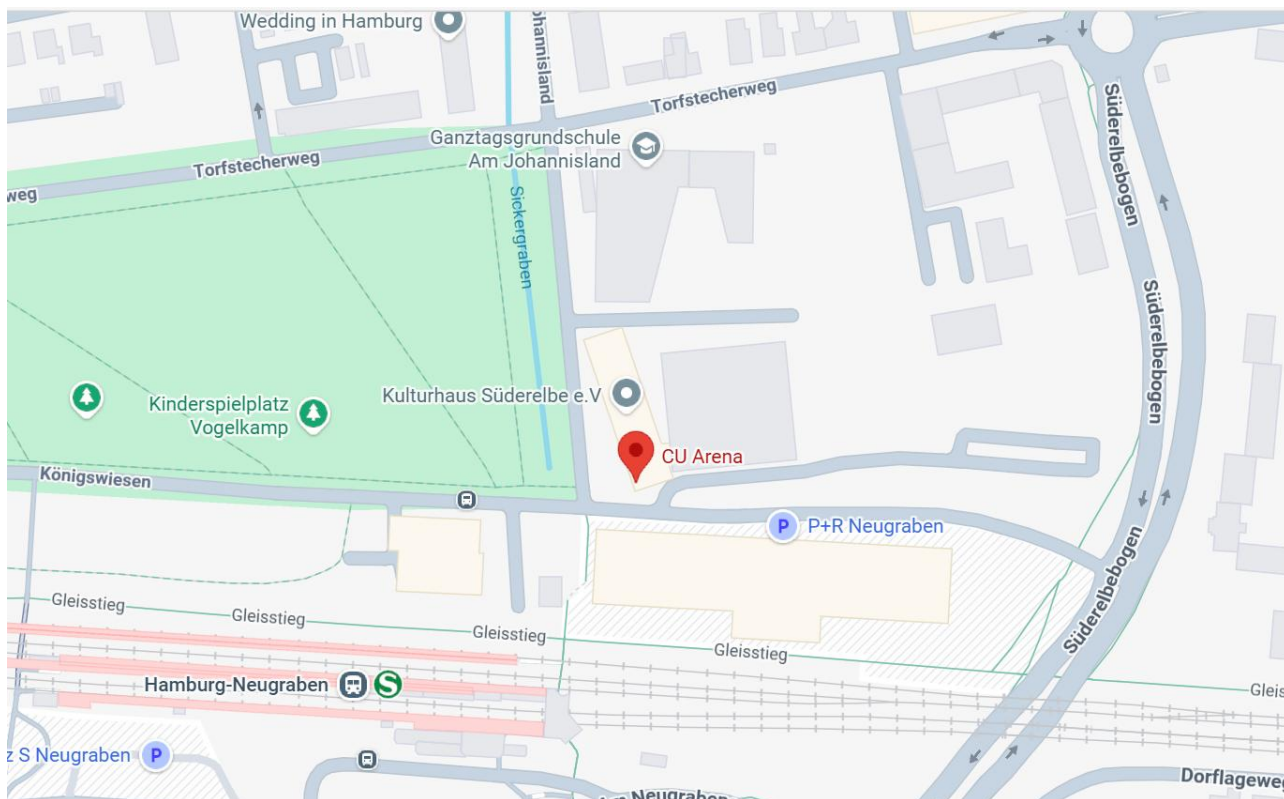 Wedding in Hamburg
Johannisland
Torfstecherweg
Süderelbebogen
Ganztagsgrundschule
Am Johannisland
Torfstecherweg
weg
Sickergraben
Süderelbebogen
Kulturhaus Süderelbe e.V
Kinderspielplatz
Vogelkamp
CU Arena
Königswiesen
P
P+R Neugraben
Süderelbebogen
Gleisstieg
Gleisstieg
Gleisstieg
Gleisstieg
Hamburg-Neugraben
S
Gleis
z S Neugraben
P
Dorflageweg
Neugraben